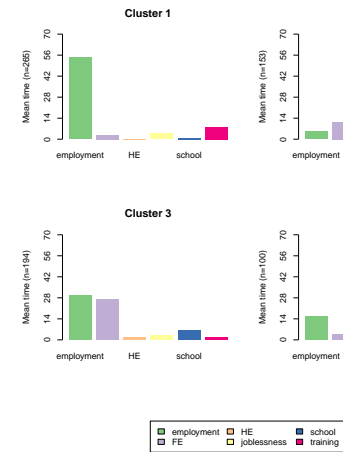 Cluster 1
Mean time (n=265)
0 14 28 42 56 70
employment HE school
Mean time (n=153)
0 14 28 42 56 70
employment
Cluster 3
Mean time (n=194)
0 14 28 42 56 70
employment HE school
Mean time (n=100)
0 14 28 42 56 70
employment
employment HE school
FE joblessness training